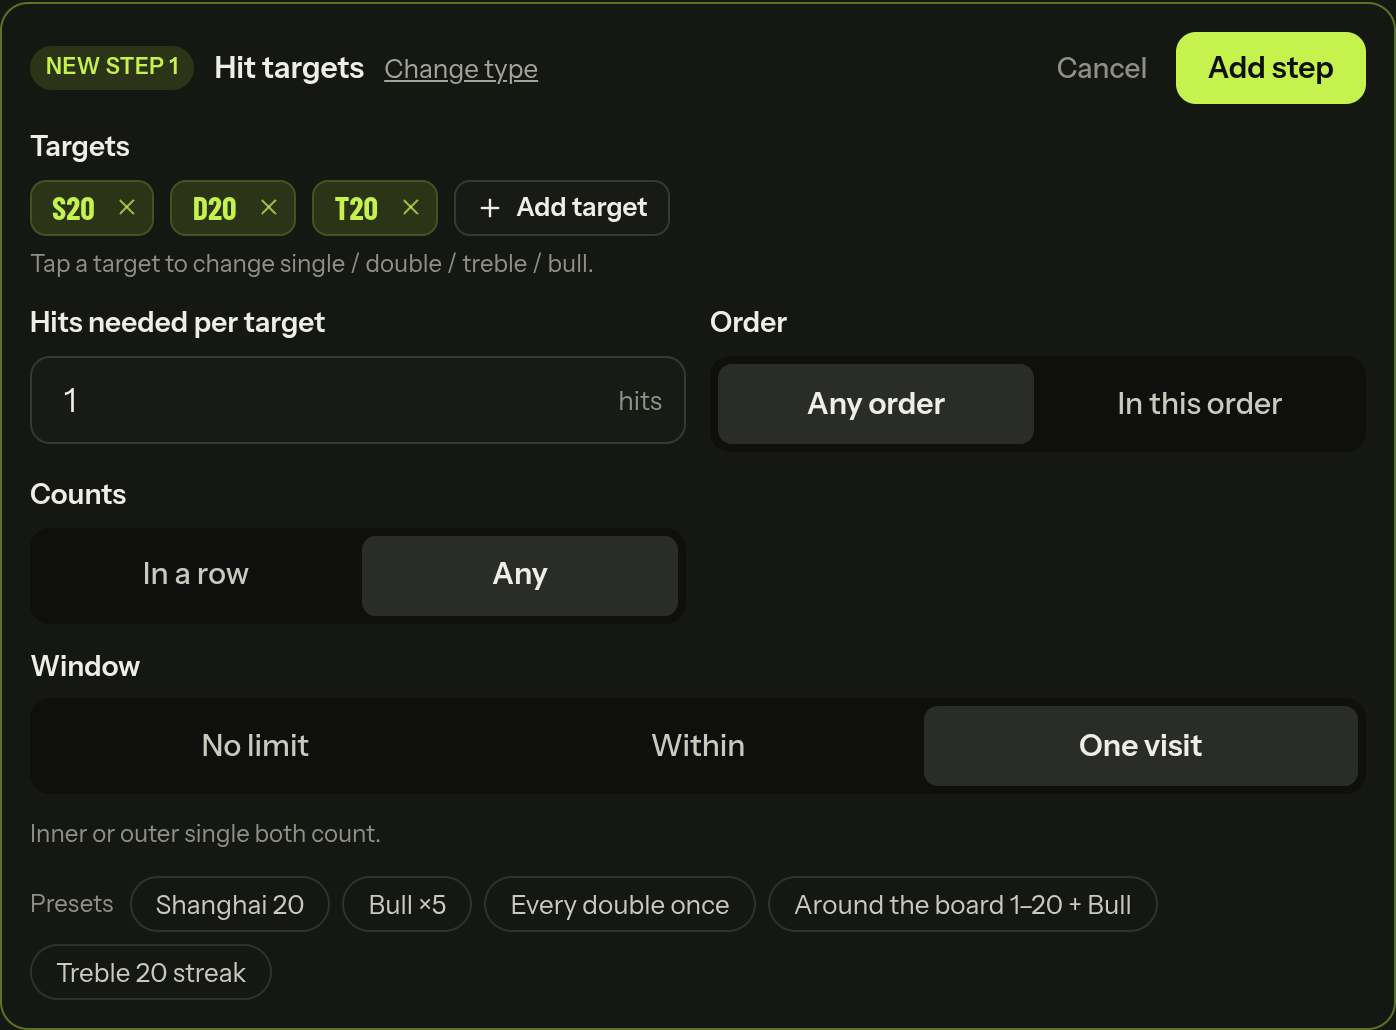 NEW STEP 1 Hit targets Change type Cancel Add step
Targets
S20 × D20 × T20 × + Add target
Tap a target to change single / double / treble / bull.
Hits needed per target Order
1 hits Any order In this order
Counts
In a row Any
Window
No limit Within One visit
Inner or outer single both count.
Presets Shanghai 20 Bull ×5 Every double once Around the board 1–20 + Bull
Treble 20 streak